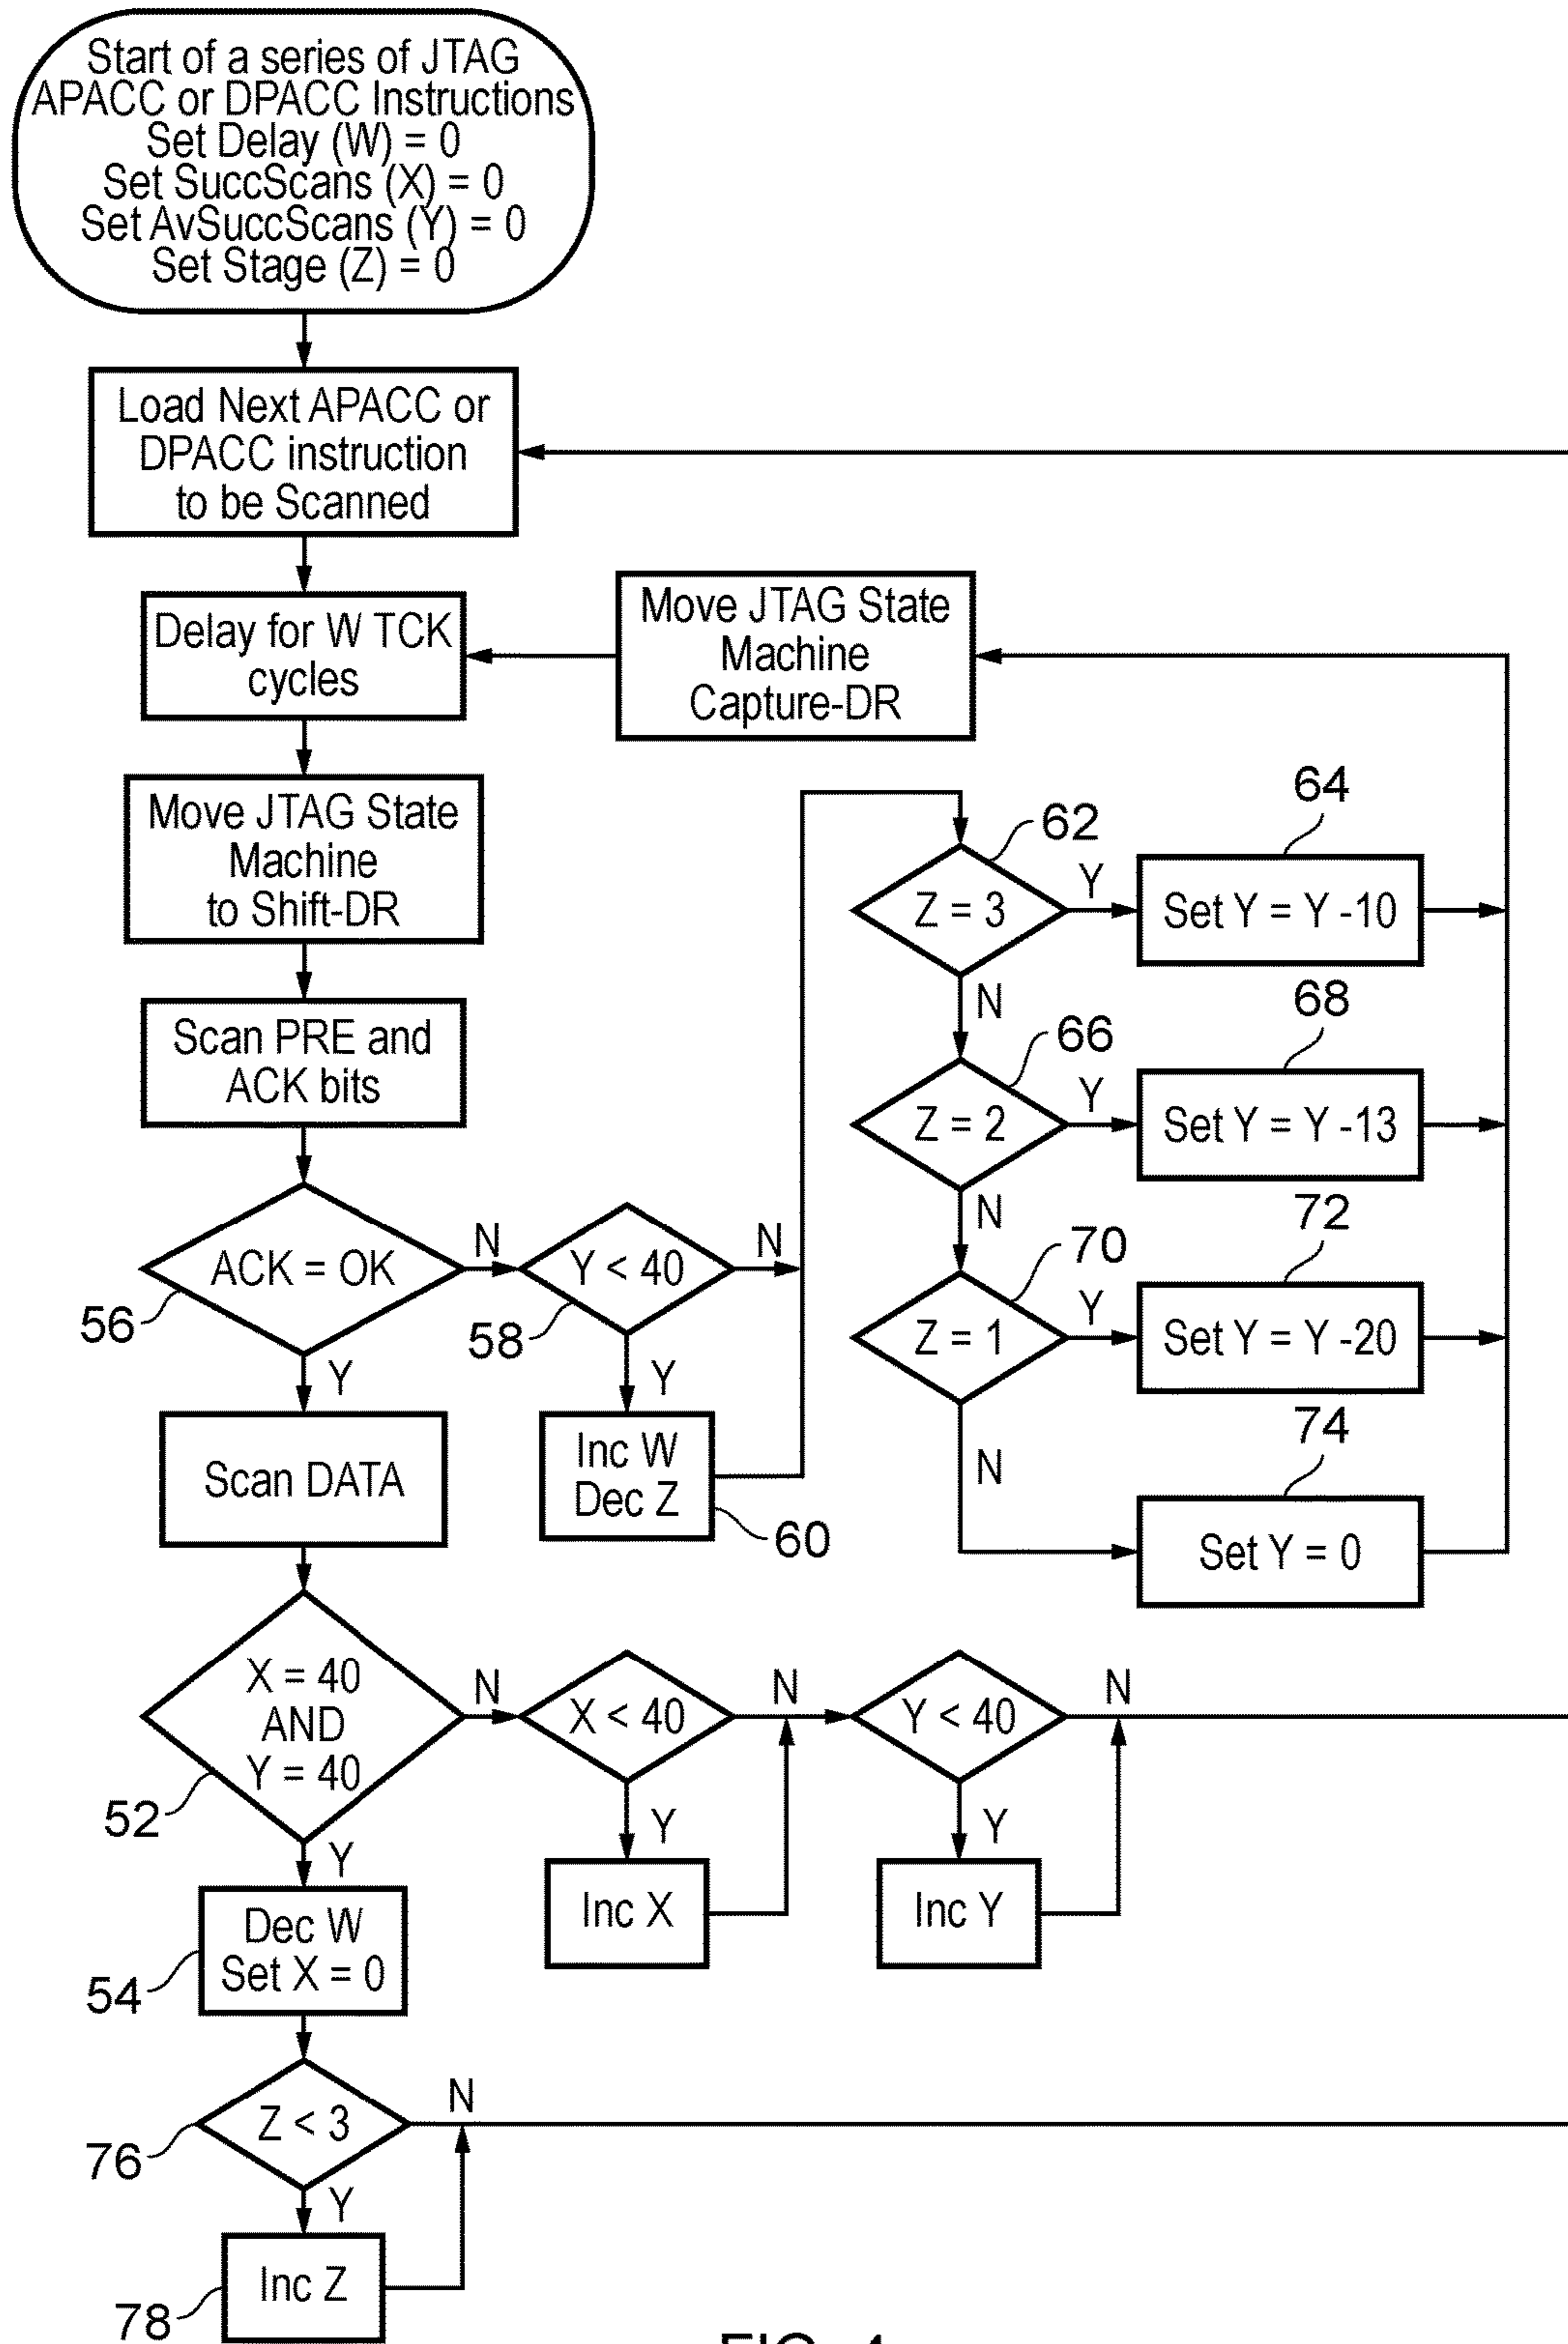 Start of a series of JTAG
APACC or DPACC Instructions
Set Delay (W) = 0
Set SuccScans (X) = 0
Set AvSuccScans (Y) = 0
Set Stage (Z) = 0
Load Next APACC or
DPACC instruction
to be Scanned
Delay for W TCK
cycles
Move JTAG State
Machine
Capture-DR
Move JTAG State
Machine
to Shift-DR
Scan PRE and
ACK bits
ACK = OK
56
N
Y
Y < 40
58
N
Y
Inc W
Dec Z
60
Z = 3
62
Y
N
Set Y = Y -10
64
Z = 2
66
Y
N
Set Y = Y -13
68
Z = 1
70
Y
N
Set Y = Y -20
72
Set Y = 0
74
Scan DATA
X = 40
AND
Y = 40
52
N
Y
X < 40
N
Y
Inc X
Y < 40
N
Y
Inc Y
Dec W
Set X = 0
54
Z < 3
76
N
Y
Inc Z
78